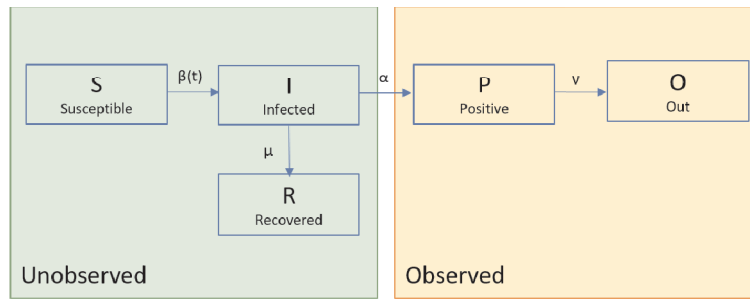 S
Susceptible
β(t)
I
Infected
α
P
Positive
ν
O
Out
μ
R
Recovered
Unobserved
Observed